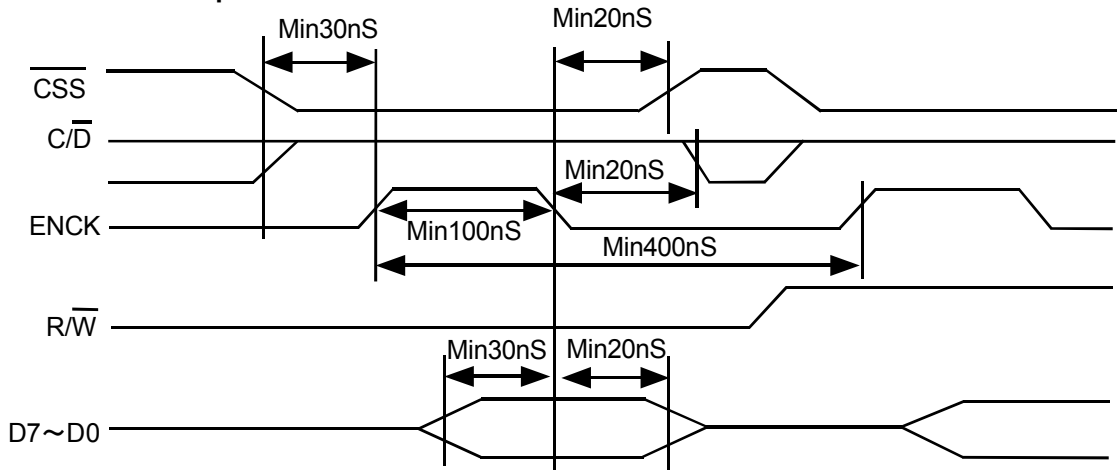 Min30nS
Min20nS
CSS
C/D
Min20nS
ENCK
Min100nS
Min400nS
R/W
Min30nS
Min20nS
D7～D0